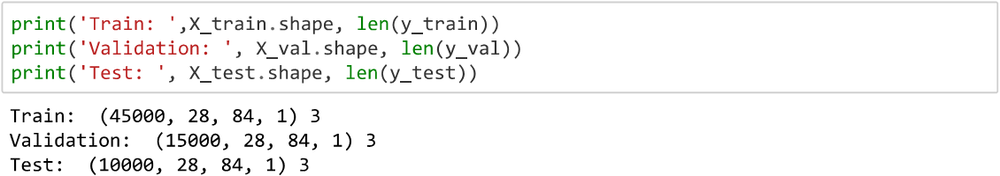 print('Train: ',X_train.shape, len(y_train))
print('Validation: ', X_val.shape, len(y_val))
print('Test: ', X_test.shape, len(y_test))
Train:  (45000, 28, 84, 1) 3
Validation:  (15000, 28, 84, 1) 3
Test:  (10000, 28, 84, 1) 3